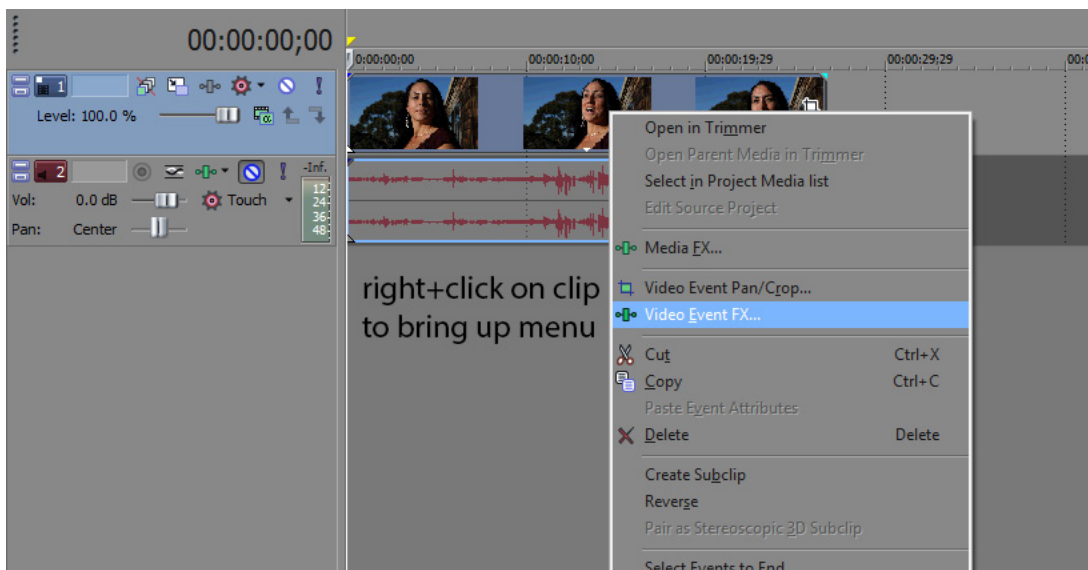 00:00:00;00
0:00:00;00 00:00:10;00 00:00:19;29 00:00:29;29 00:0
1
Level: 100.0 %
2
-Inf.
12
Vol: 0.0 dB Touch 24
36
Pan: Center 48
right+click on clip
to bring up menu
Open in Trimmer
Open Parent Media in Trimmer
Select in Project Media list
Edit Source Project
Media FX...
Video Event Pan/Crop...
Video Event FX...
Cut Ctrl+X
Copy Ctrl+C
Paste Event Attributes
Delete Delete
Create Subclip
Reverse
Pair as Stereoscopic 3D Subclip
Select Events to End